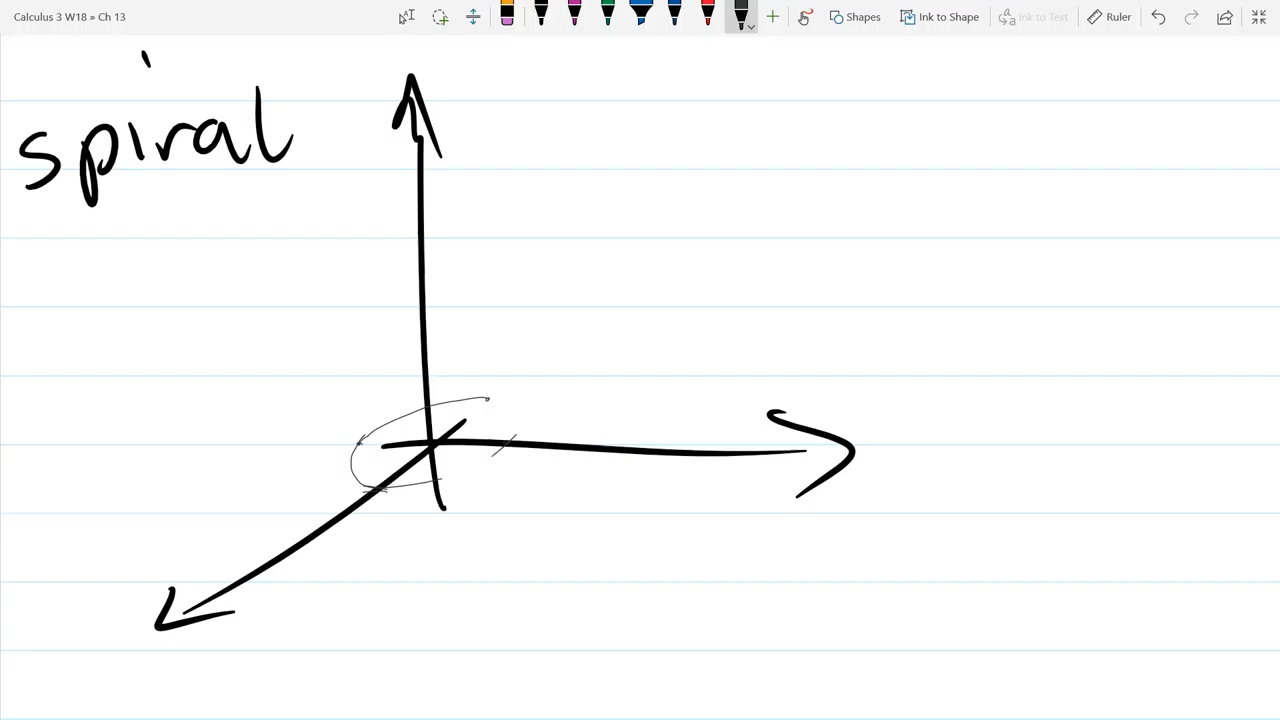 Calculus 3 W18 » Ch 13
Shapes
Ink to Shape
Ink to Text
Ruler
spiral